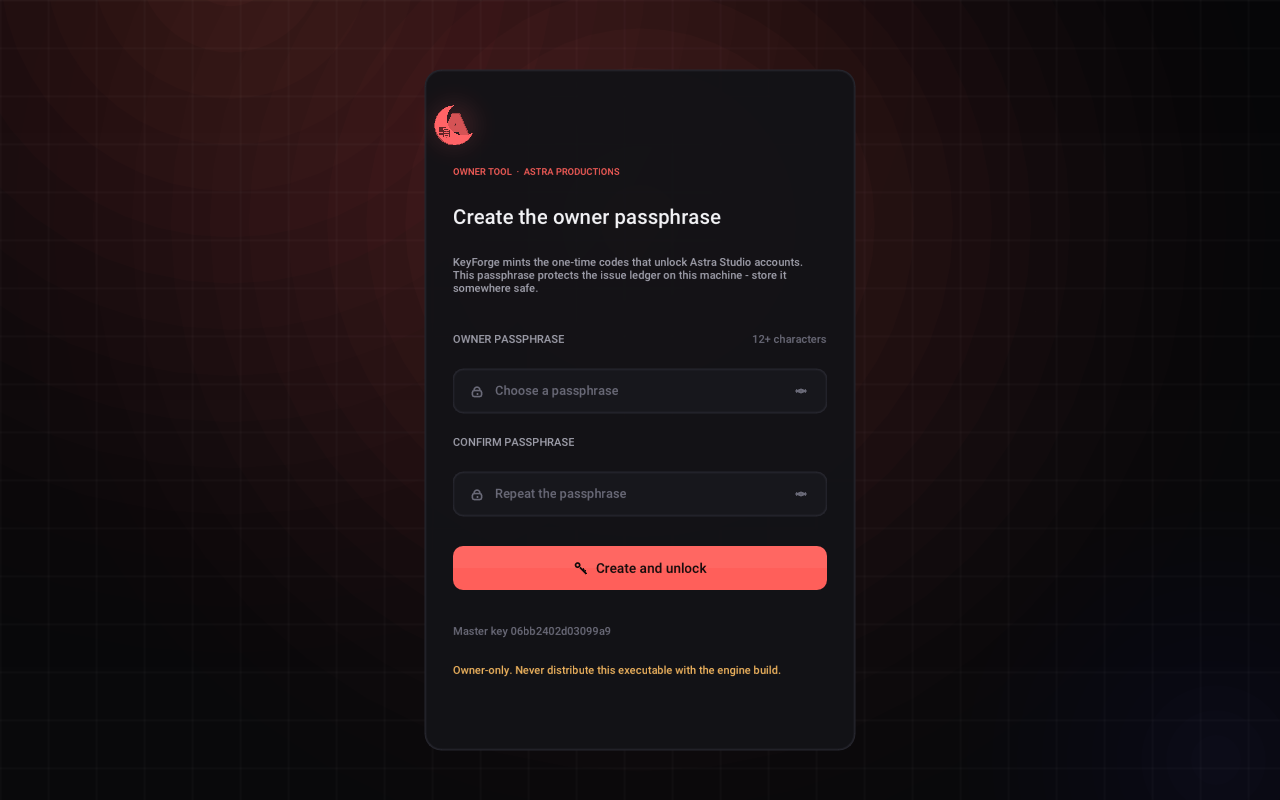 OWNER TOOL · ASTRA PRODUCTIONS
Create the owner passphrase
KeyForge mints the one-time codes that unlock Astra Studio accounts.
This passphrase protects the issue ledger on this machine - store it
somewhere safe.
OWNER PASSPHRASE 12+ characters
Choose a passphrase
CONFIRM PASSPHRASE
Repeat the passphrase
Create and unlock
Master key 06bb2402d03099a9
Owner-only. Never distribute this executable with the engine build.